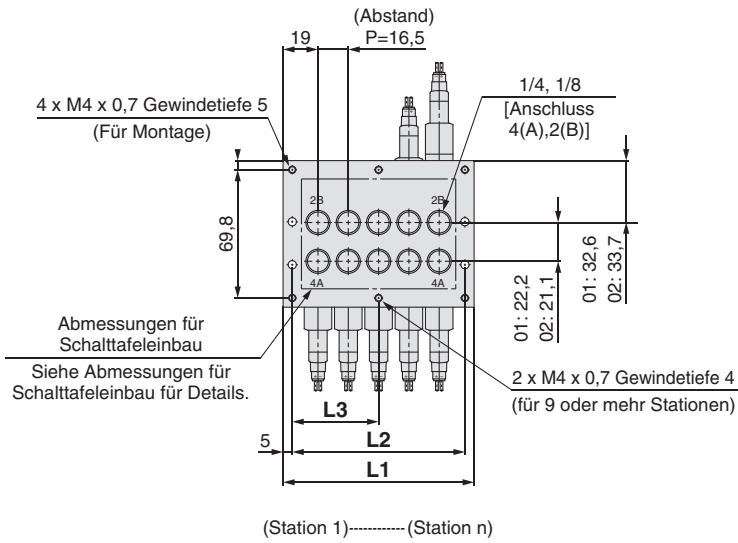 (Abstand)
19
P=16,5
4 x M4 x 0,7 Gewindetiefe 5
(Für Montage)
1/4, 1/8
[Anschluss
4(A),2(B)]
2B
2B
69,8
4A
4A
01: 22,2
02: 21,1
01: 32,6
02: 33,7
Abmessungen für
Schalttafeleinbau
Siehe Abmessungen für
Schalttafeleinbau für Details.
2 x M4 x 0,7 Gewindetiefe 4
(für 9 oder mehr Stationen)
L3
5
L2
L1
(Station 1)------------(Station n)